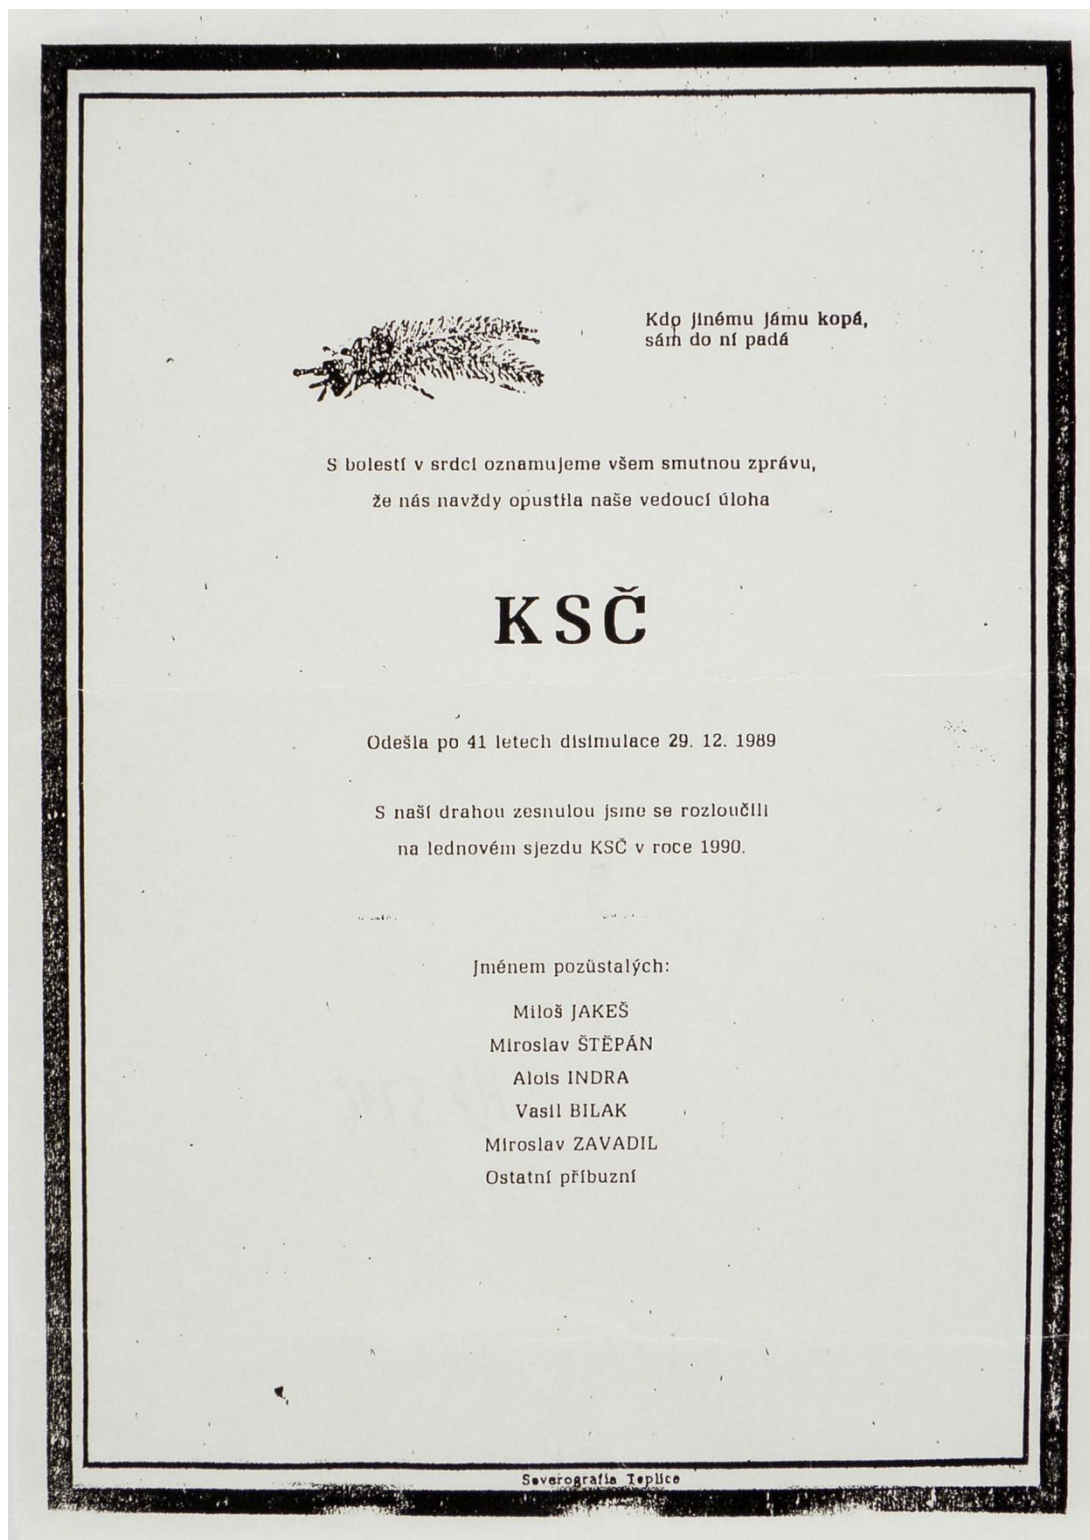 Kdo jinému jámu kopá,
sám do ní padá
S bolestí v srdci oznamujeme všem smutnou zprávu,
že nás navždy opustila naše vedoucí úloha
KSČ
Odešla po 41 letech disimulace 29. 12. 1989
S naší drahou zesnulou jsme se rozloučili
na lednovém sjezdu KSČ v roce 1990.
Jménem pozůstalých:
Miloš JAKEŠ
Miroslav ŠTĚPÁN
Alois INDRA
Vasil BILAK
Miroslav ZAVADIL
Ostatní příbuzní
Severografia Teplice